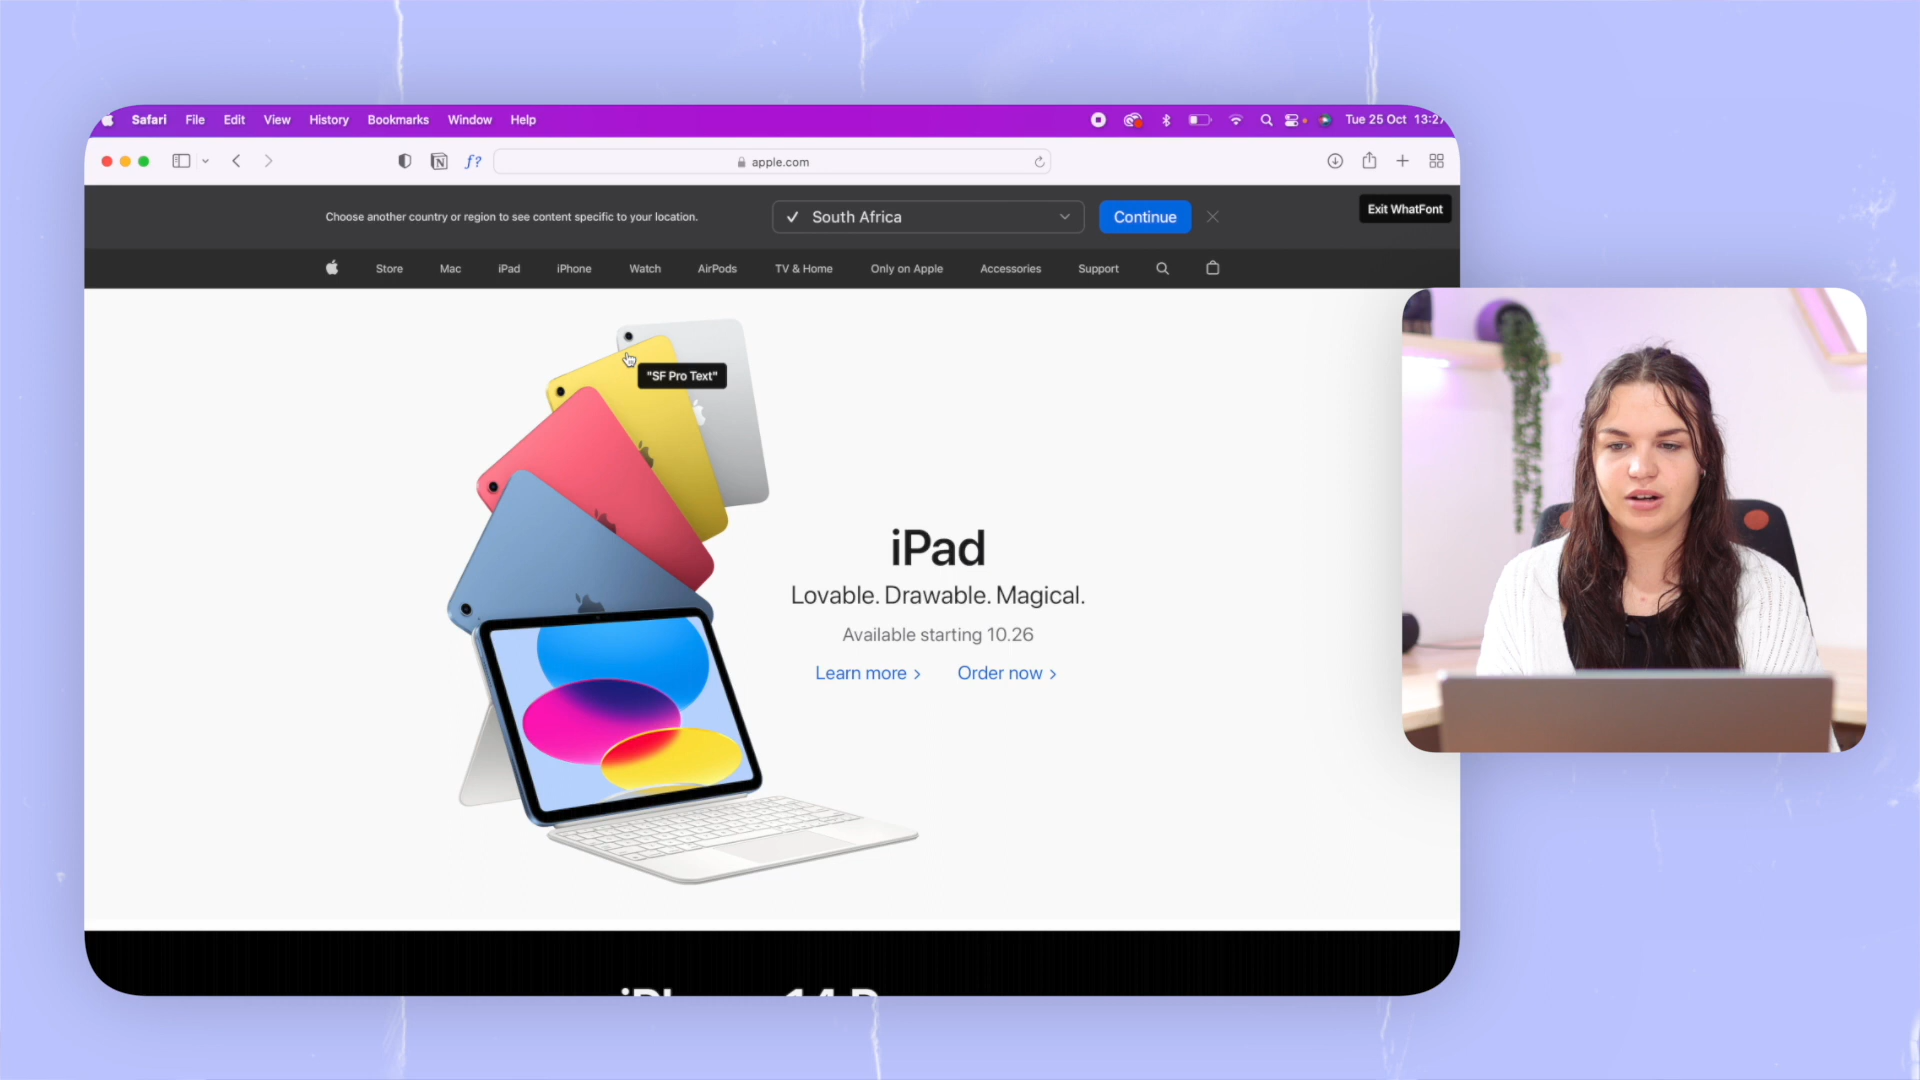 Safari File Edit View History Bookmarks Window Help Tue 25 Oct 13:27
f? apple.com
Choose another country or region to see content specific to your location. South Africa Continue Exit WhatFont
Store Mac iPad iPhone Watch AirPods TV & Home Only on Apple Accessories Support
"SF Pro Text"
iPad
Lovable. Drawable. Magical.
Available starting 10.26
Learn more >
Order now >